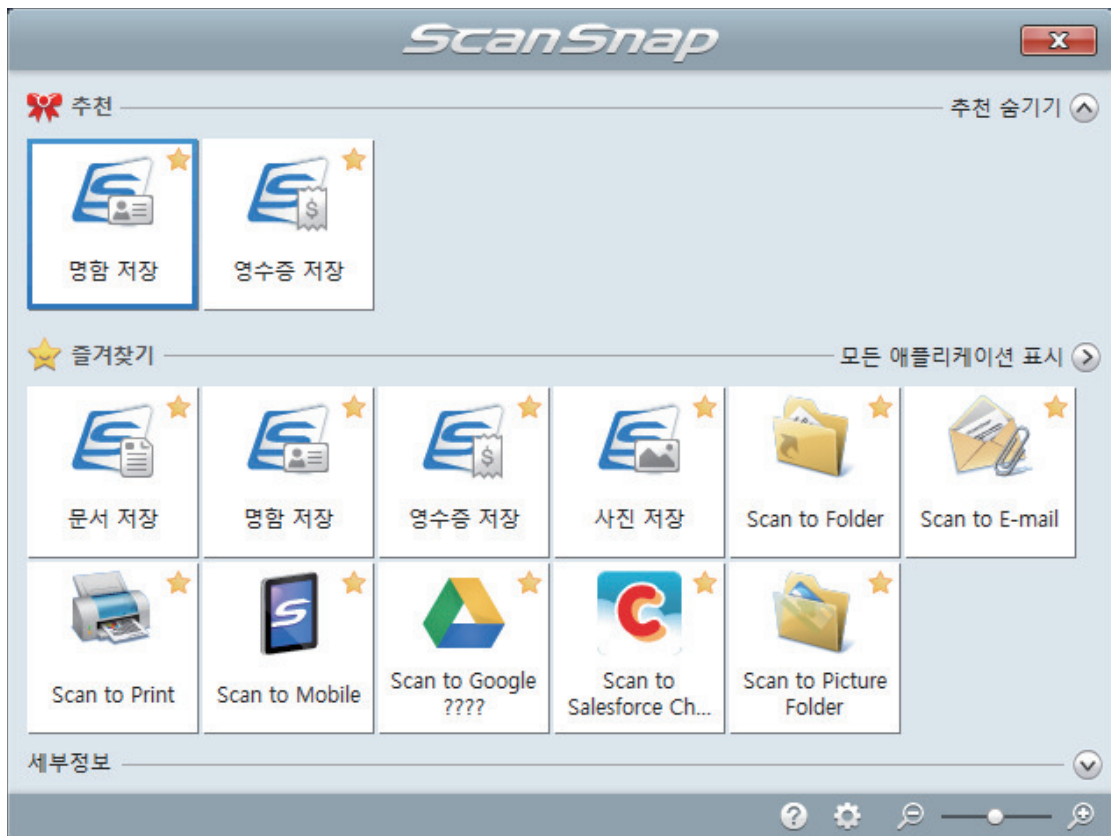 ScanSnap
추천
추천 숨기기
명함 저장
영수증 저장
즐겨찾기
모든 애플리케이션 표시
문서 저장
명함 저장
영수증 저장
사진 저장
Scan to Folder
Scan to E-mail
Scan to Print
Scan to Mobile
Scan to Google
????
Scan to
Salesforce Ch...
Scan to Picture
Folder
세부정보